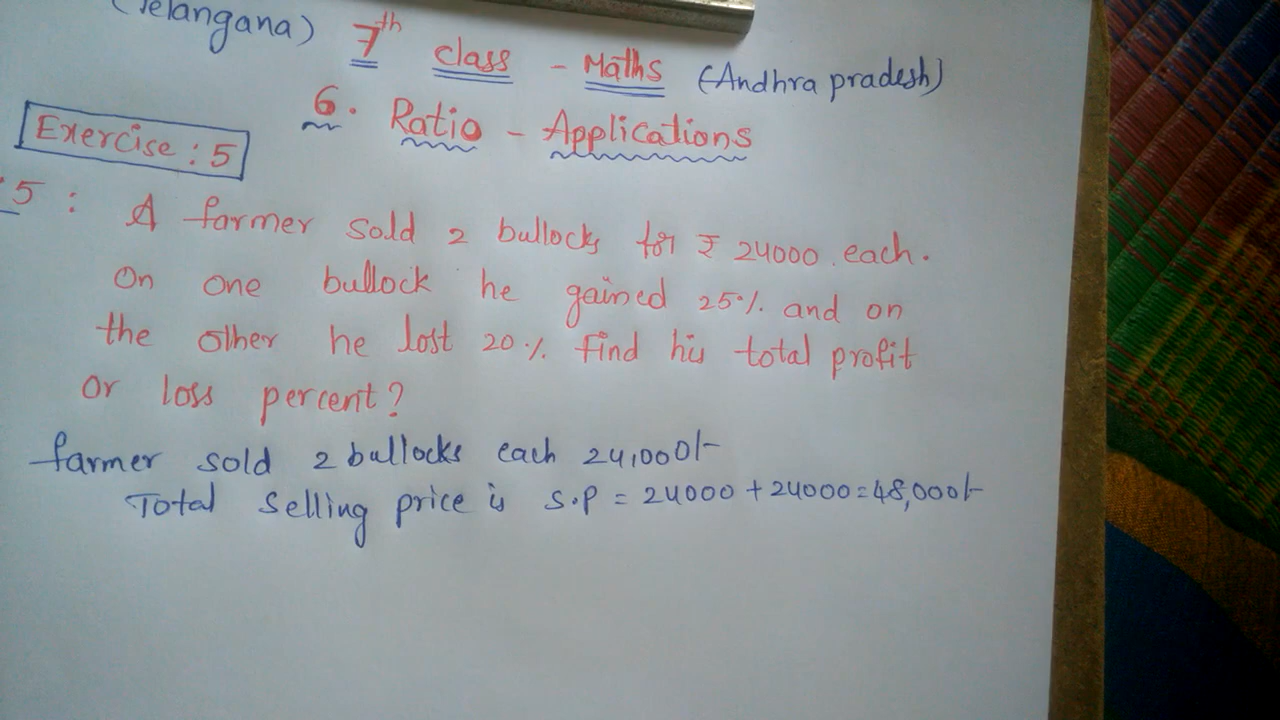 (Telangana) 7th class - Maths (Andhra pradesh)
6. Ratio - Applications
Exercise : 5
5 : A farmer sold 2 bullocks for ₹ 24000 each.
On one bullock he gained 25% and on
the other he lost 20% find his total profit
or loss percent?
farmer sold 2 bullocks each 24,000/-
Total selling price is S.P = 24000 + 24000 = 48,000/-